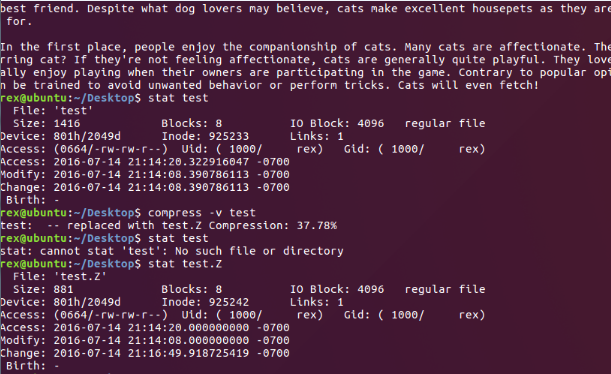 best friend. Despite what dog lovers may believe, cats make excellent housepets as they are
for.
In the first place, people enjoy the companionship of cats. Many cats are affectionate. The
rring cat? If they're not feeling affectionate, cats are generally quite playful. They love
ally enjoy playing when their owners are participating in the game. Contrary to popular opi
n be trained to avoid unwanted behavior or perform tricks. Cats will even fetch!
rex@ubuntu:~/Desktop$ stat test
File: 'test'
Size: 1416 Blocks: 8 IO Block: 4096 regular file
Device: 801h/2049d Inode: 925233 Links: 1
Access: (0664/-rw-rw-r--) Uid: ( 1000/ rex) Gid: ( 1000/ rex)
Access: 2016-07-14 21:14:20.322916047 -0700
Modify: 2016-07-14 21:14:08.390786113 -0700
Change: 2016-07-14 21:14:08.390786113 -0700
Birth: -
rex@ubuntu:~/Desktop$ compress -v test
test: -- replaced with test.Z Compression: 37.78%
rex@ubuntu:~/Desktop$ stat test
stat: cannot stat 'test': No such file or directory
rex@ubuntu:~/Desktop$ stat test.Z
File: 'test.Z'
Size: 881 Blocks: 8 IO Block: 4096 regular file
Device: 801h/2049d Inode: 925242 Links: 1
Access: (0664/-rw-rw-r--) Uid: ( 1000/ rex) Gid: ( 1000/ rex)
Access: 2016-07-14 21:14:20.000000000 -0700
Modify: 2016-07-14 21:14:08.000000000 -0700
Change: 2016-07-14 21:16:49.918725419 -0700
Birth: -